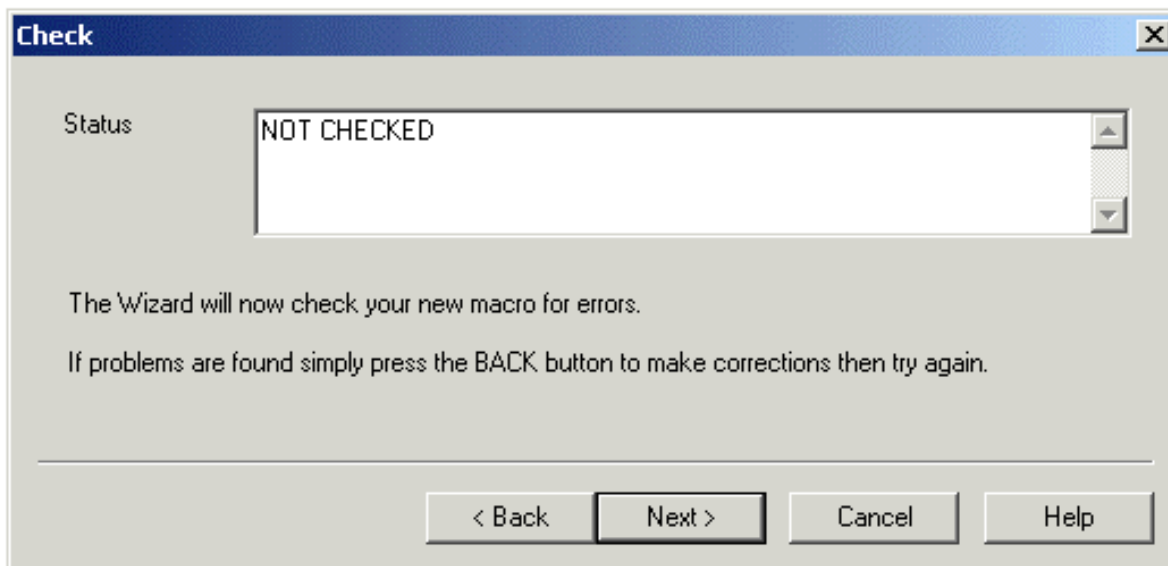 Check
Status
NOT CHECKED
The Wizard will now check your new macro for errors.
If problems are found simply press the BACK button to make corrections then try again.
< Back
Next >
Cancel
Help